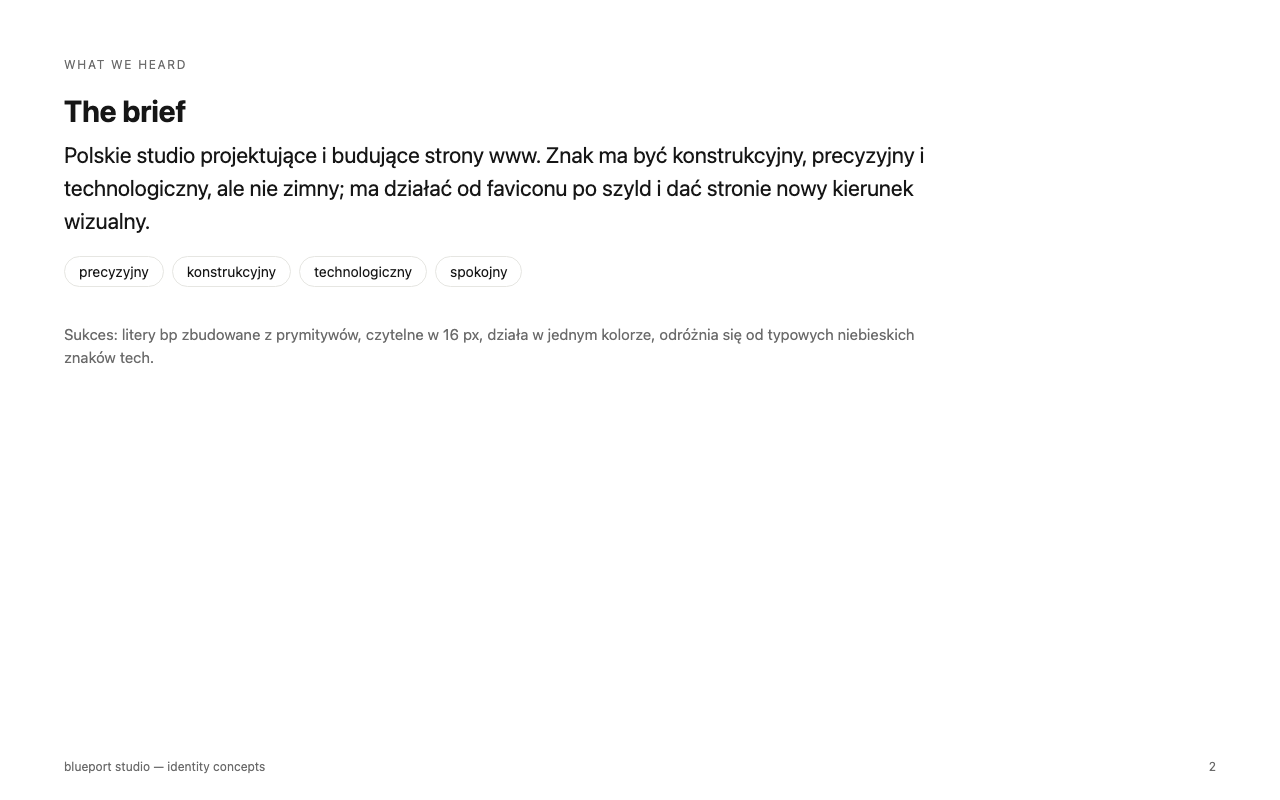 WHAT WE HEARD
The brief
Polskie studio projektujące i budujące strony www. Znak ma być konstrukcyjny, precyzyjny i
technologiczny, ale nie zimny; ma działać od faviconu po szyld i dać stronie nowy kierunek
wizualny.
precyzyjny konstrukcyjny technologiczny spokojny
Sukces: litery bp zbudowane z prymitywów, czytelne w 16 px, działa w jednym kolorze, odróżnia się od typowych niebieskich
znaków tech.
blueport studio — identity concepts 2